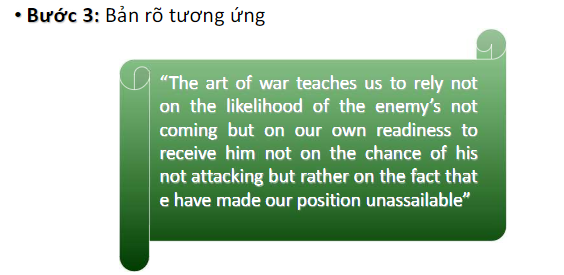 • Bước 3: Bản rõ tương ứng
“The art of war teaches us to rely not
on the likelihood of the enemy’s not
coming but on our own readiness to
receive him not on the chance of his
not attacking but rather on the fact that
e have made our position unassailable”